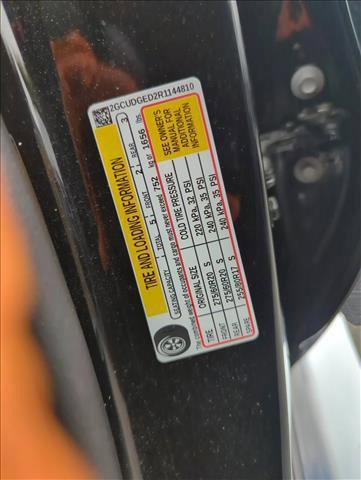 2GCUDGED2R1144810
TIRE AND LOADING INFORMATION
SEATING CAPACITY TOTAL 5 FRONT 2 REAR 3
The combined weight of occupants and cargo must never exceed 752 kg or 1656 lbs.
TIRE ORIGINAL SIZE COLD TIRE PRESSURE
FRONT 275/60R20 S 220 kPa, 32 PSI
REAR 275/60R20 S 240 kPa, 35 PSI
SPARE 255/80R17 S 240 kPa, 35 PSI
SEE OWNER'S
MANUAL FOR
ADDITIONAL
INFORMATION